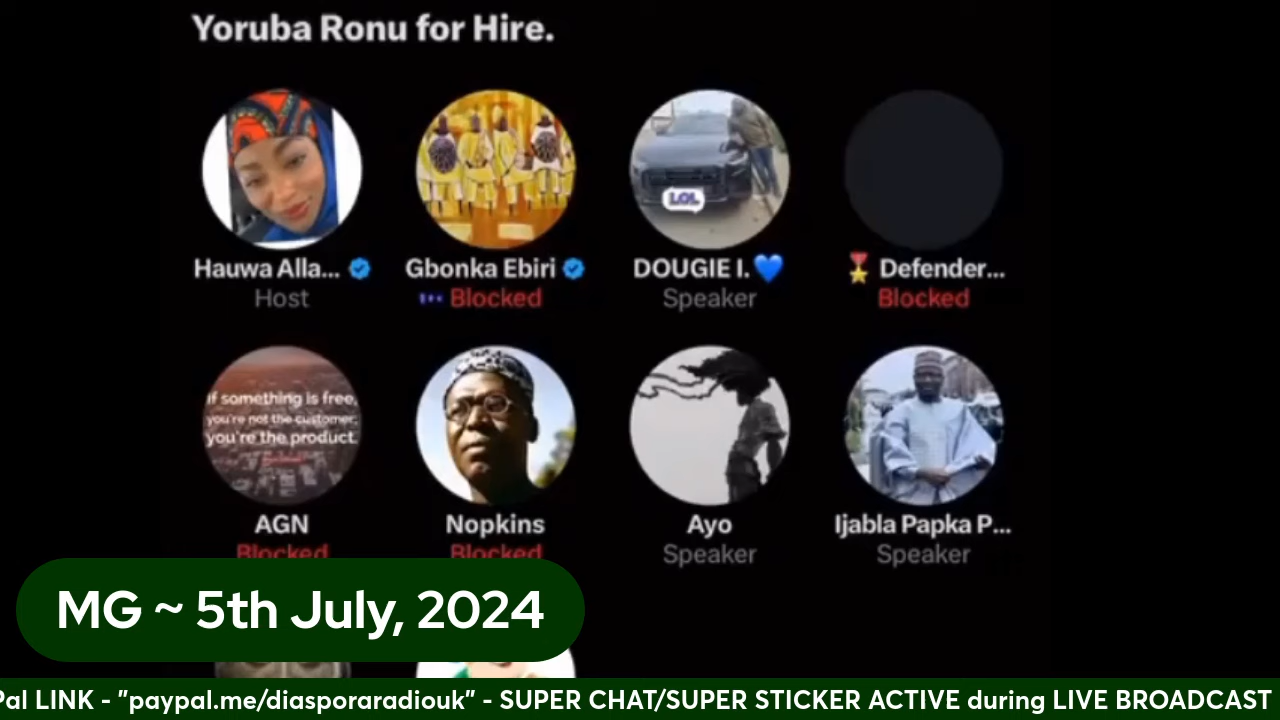 Yoruba Ronu for Hire.
LOL
Hauwa Alla...
Gbonka Ebiri
DOUGIE I.
Defender...
Host
Blocked
Speaker
Blocked
If something is free,
you're not the customer;
you're the product.
AGN
Nopkins
Ayo
Ijabla Papka P...
Blocked
Blocked
Speaker
Speaker
MG ~ 5th July, 2024
Pal LINK - "paypal.me/diasporaradiouk" - SUPER CHAT/SUPER STICKER ACTIVE during LIVE BROADCAST